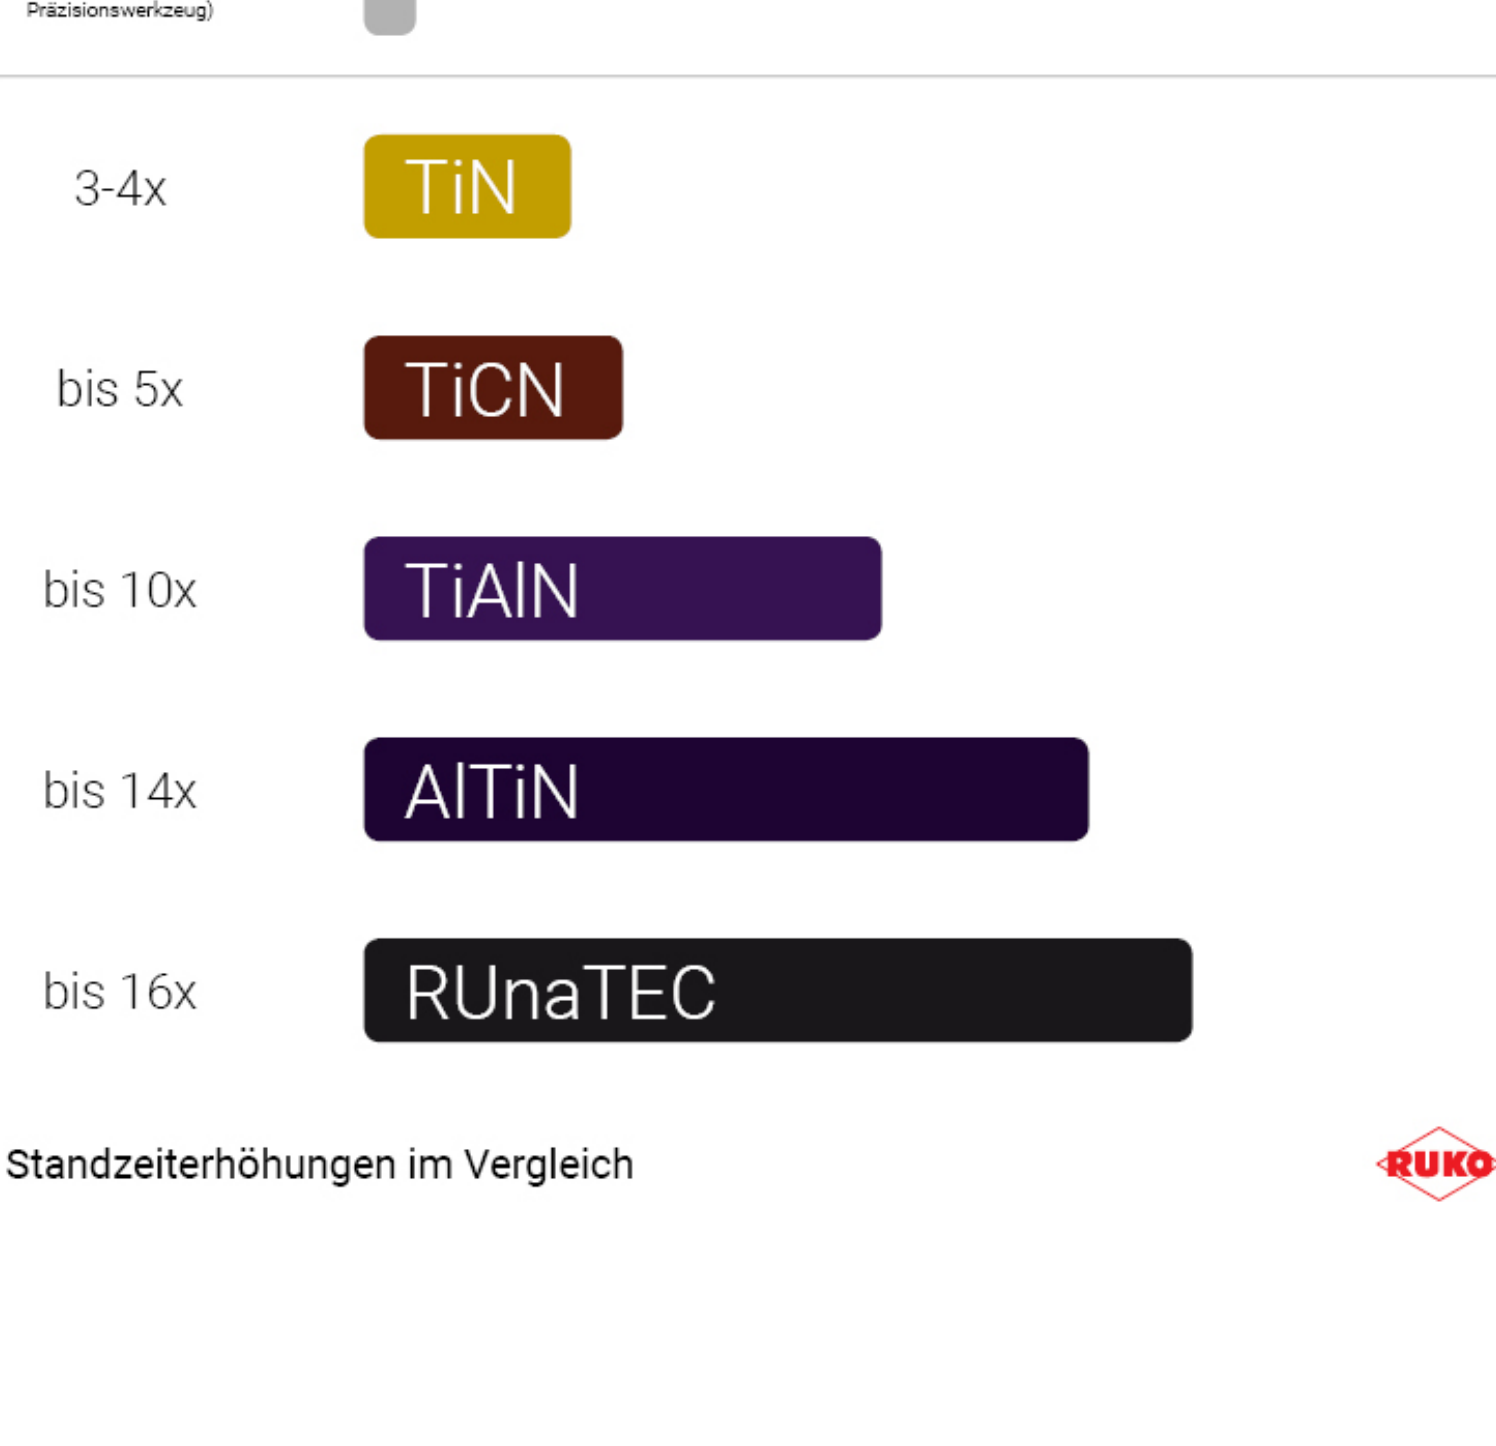 Präzisionswerkzeug)
3-4x TiN
bis 5x TiCN
bis 10x TiAlN
bis 14x AlTiN
bis 16x RUnaTEC
Standzeiterhöhungen im Vergleich
RUKO